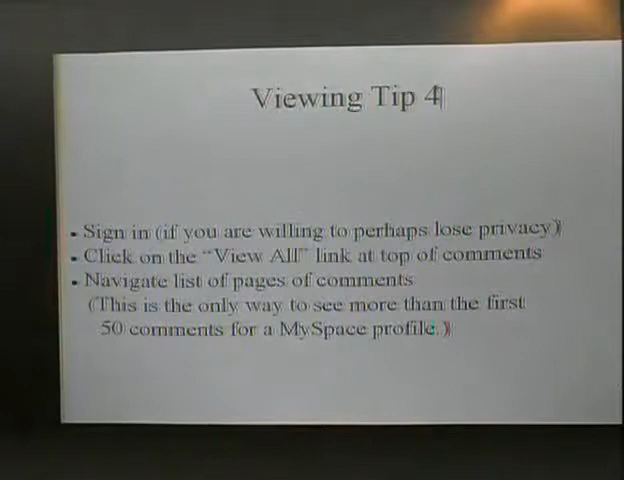 Viewing Tip 4
• Sign in (if you are willing to perhaps lose privacy)
• Click on the "View All" link at top of comments
• Navigate list of pages of comments
(This is the only way to see more than the first
50 comments for a MySpace profile.)